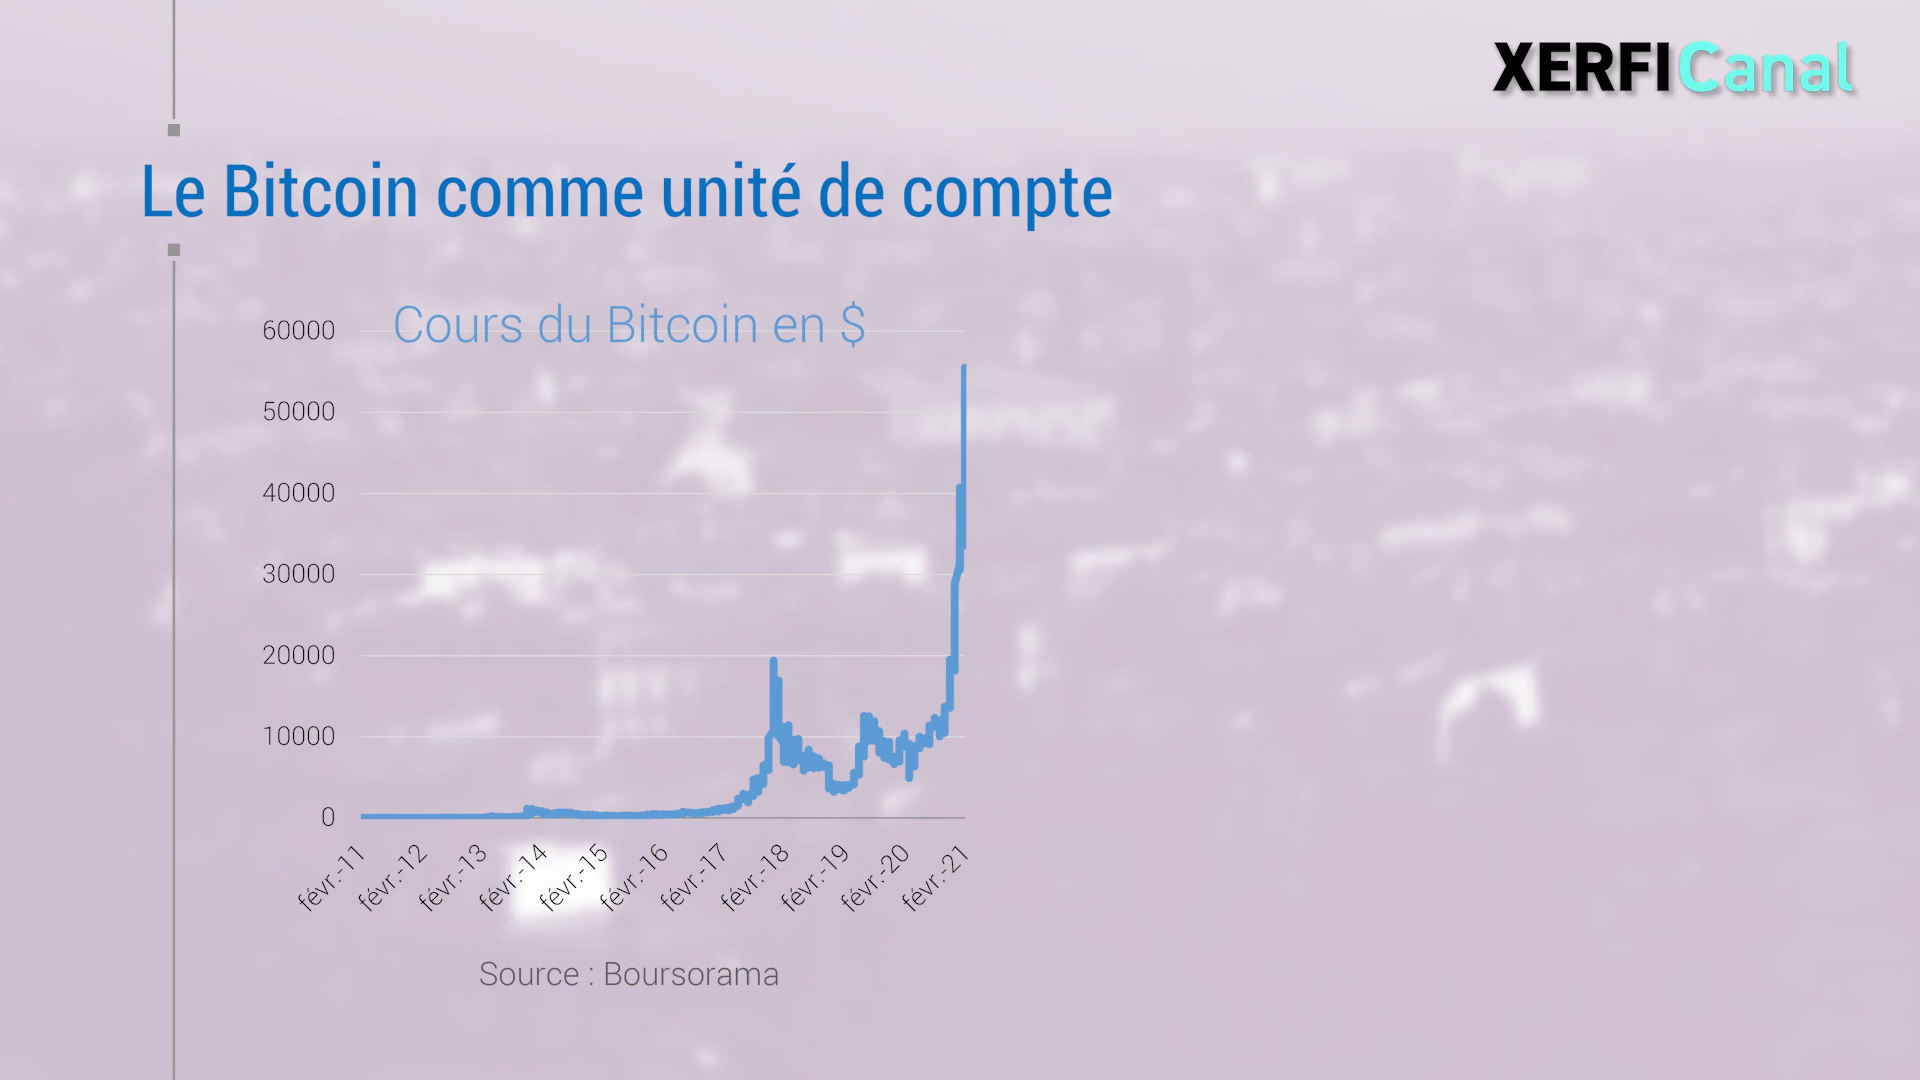 XERFI Canal
Le Bitcoin comme unité de compte
Cours du Bitcoin en $
60000
50000
40000
30000
20000
10000
0
févr.-11
févr.-12
févr.-13
févr.-14
févr.-15
févr.-16
févr.-17
févr.-18
févr.-19
févr.-20
févr.-21
Source : Boursorama